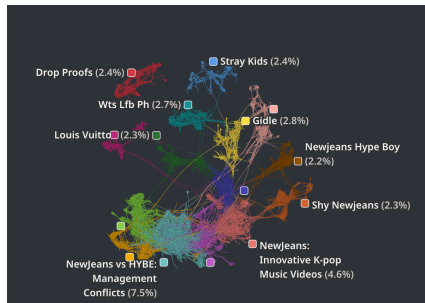 Stray Kids (2.4%)
Drop Proofs (2.4%)
Wts Lfb Ph (2.7%)
Gidle (2.8%)
Louis Vuitto (2.3%)
Newjeans Hype Boy
(2.2%)
Shy Newjeans (2.3%)
NewJeans:
Innovative K-pop
Music Videos (4.6%)
NewJeans vs HYBE:
Management
Conflicts (7.5%)